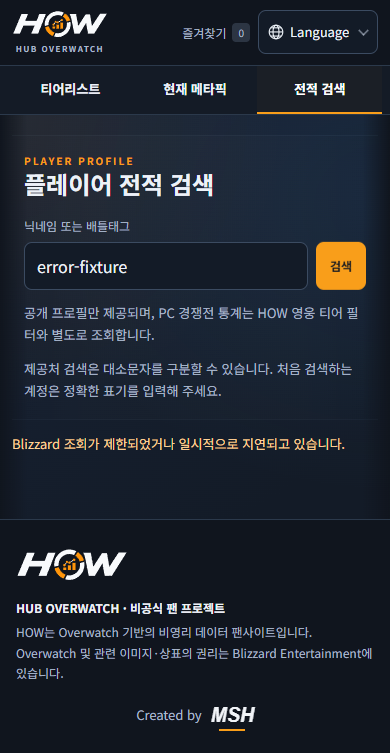 HOW
HUB OVERWATCH
즐겨찾기 0
Language
티어리스트 현재 메타픽 전적 검색
PLAYER PROFILE
플레이어 전적 검색
닉네임 또는 배틀태그
error-fixture 검색
공개 프로필만 제공되며, PC 경쟁전 통계는 HOW 영웅 티어 필
터와 별도로 조회합니다.
제공처 검색은 대소문자를 구분할 수 있습니다. 처음 검색하는
계정은 정확한 표기를 입력해 주세요.
Blizzard 조회가 제한되었거나 일시적으로 지연되고 있습니다.
HOW
HUB OVERWATCH · 비공식 팬 프로젝트
HOW는 Overwatch 기반의 비영리 데이터 팬사이트입니다.
Overwatch 및 관련 이미지·상표의 권리는 Blizzard Entertainment에
있습니다.
Created by MSH